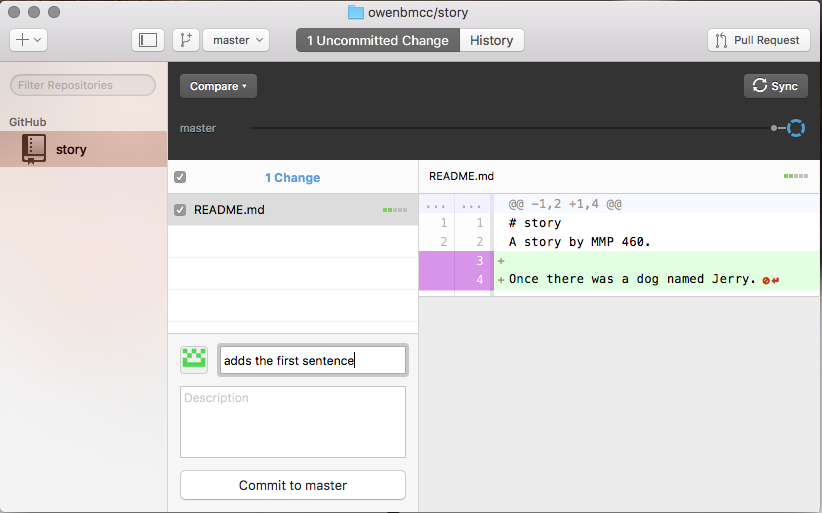 owenbmcc/story
master
1 Uncommitted Change
History
Pull Request
Filter Repositories
Compare
Sync
GitHub
master
story
1 Change
README.md
README.md
... ... @@ -1,2 +1,4 @@
1 1 # story
2 2 A story by MMP 460.
3 +
4 +Once there was a dog named Jerry.
adds the first sentence
Description
Commit to master